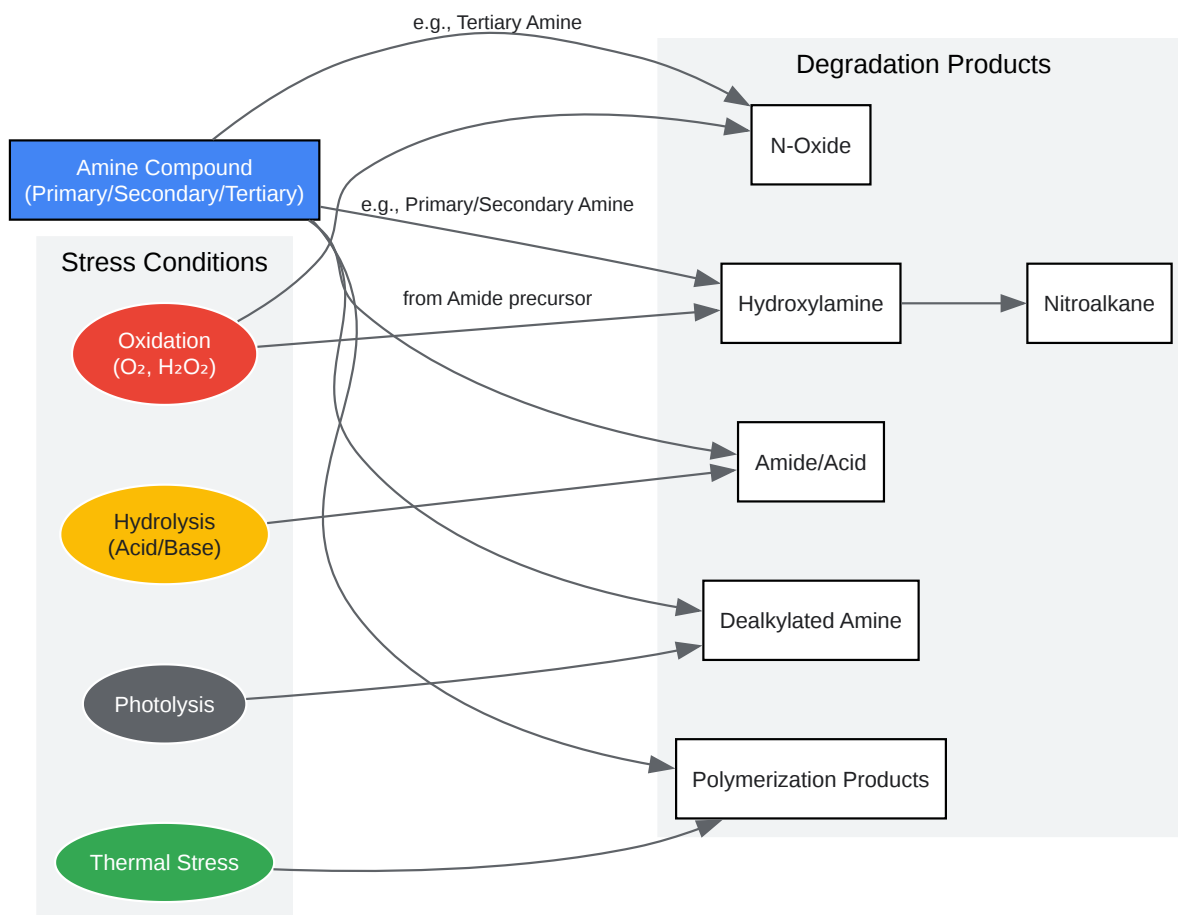 e.g., Tertiary Amine
Degradation Products
N-Oxide
Amine Compound
(Primary/Secondary/Tertiary)
e.g., Primary/Secondary Amine
Stress Conditions
Hydroxylamine
Nitroalkane
from Amide precursor
Oxidation
(O₂, H₂O₂)
Amide/Acid
Hydrolysis
(Acid/Base)
Dealkylated Amine
Photolysis
Polymerization Products
Thermal Stress